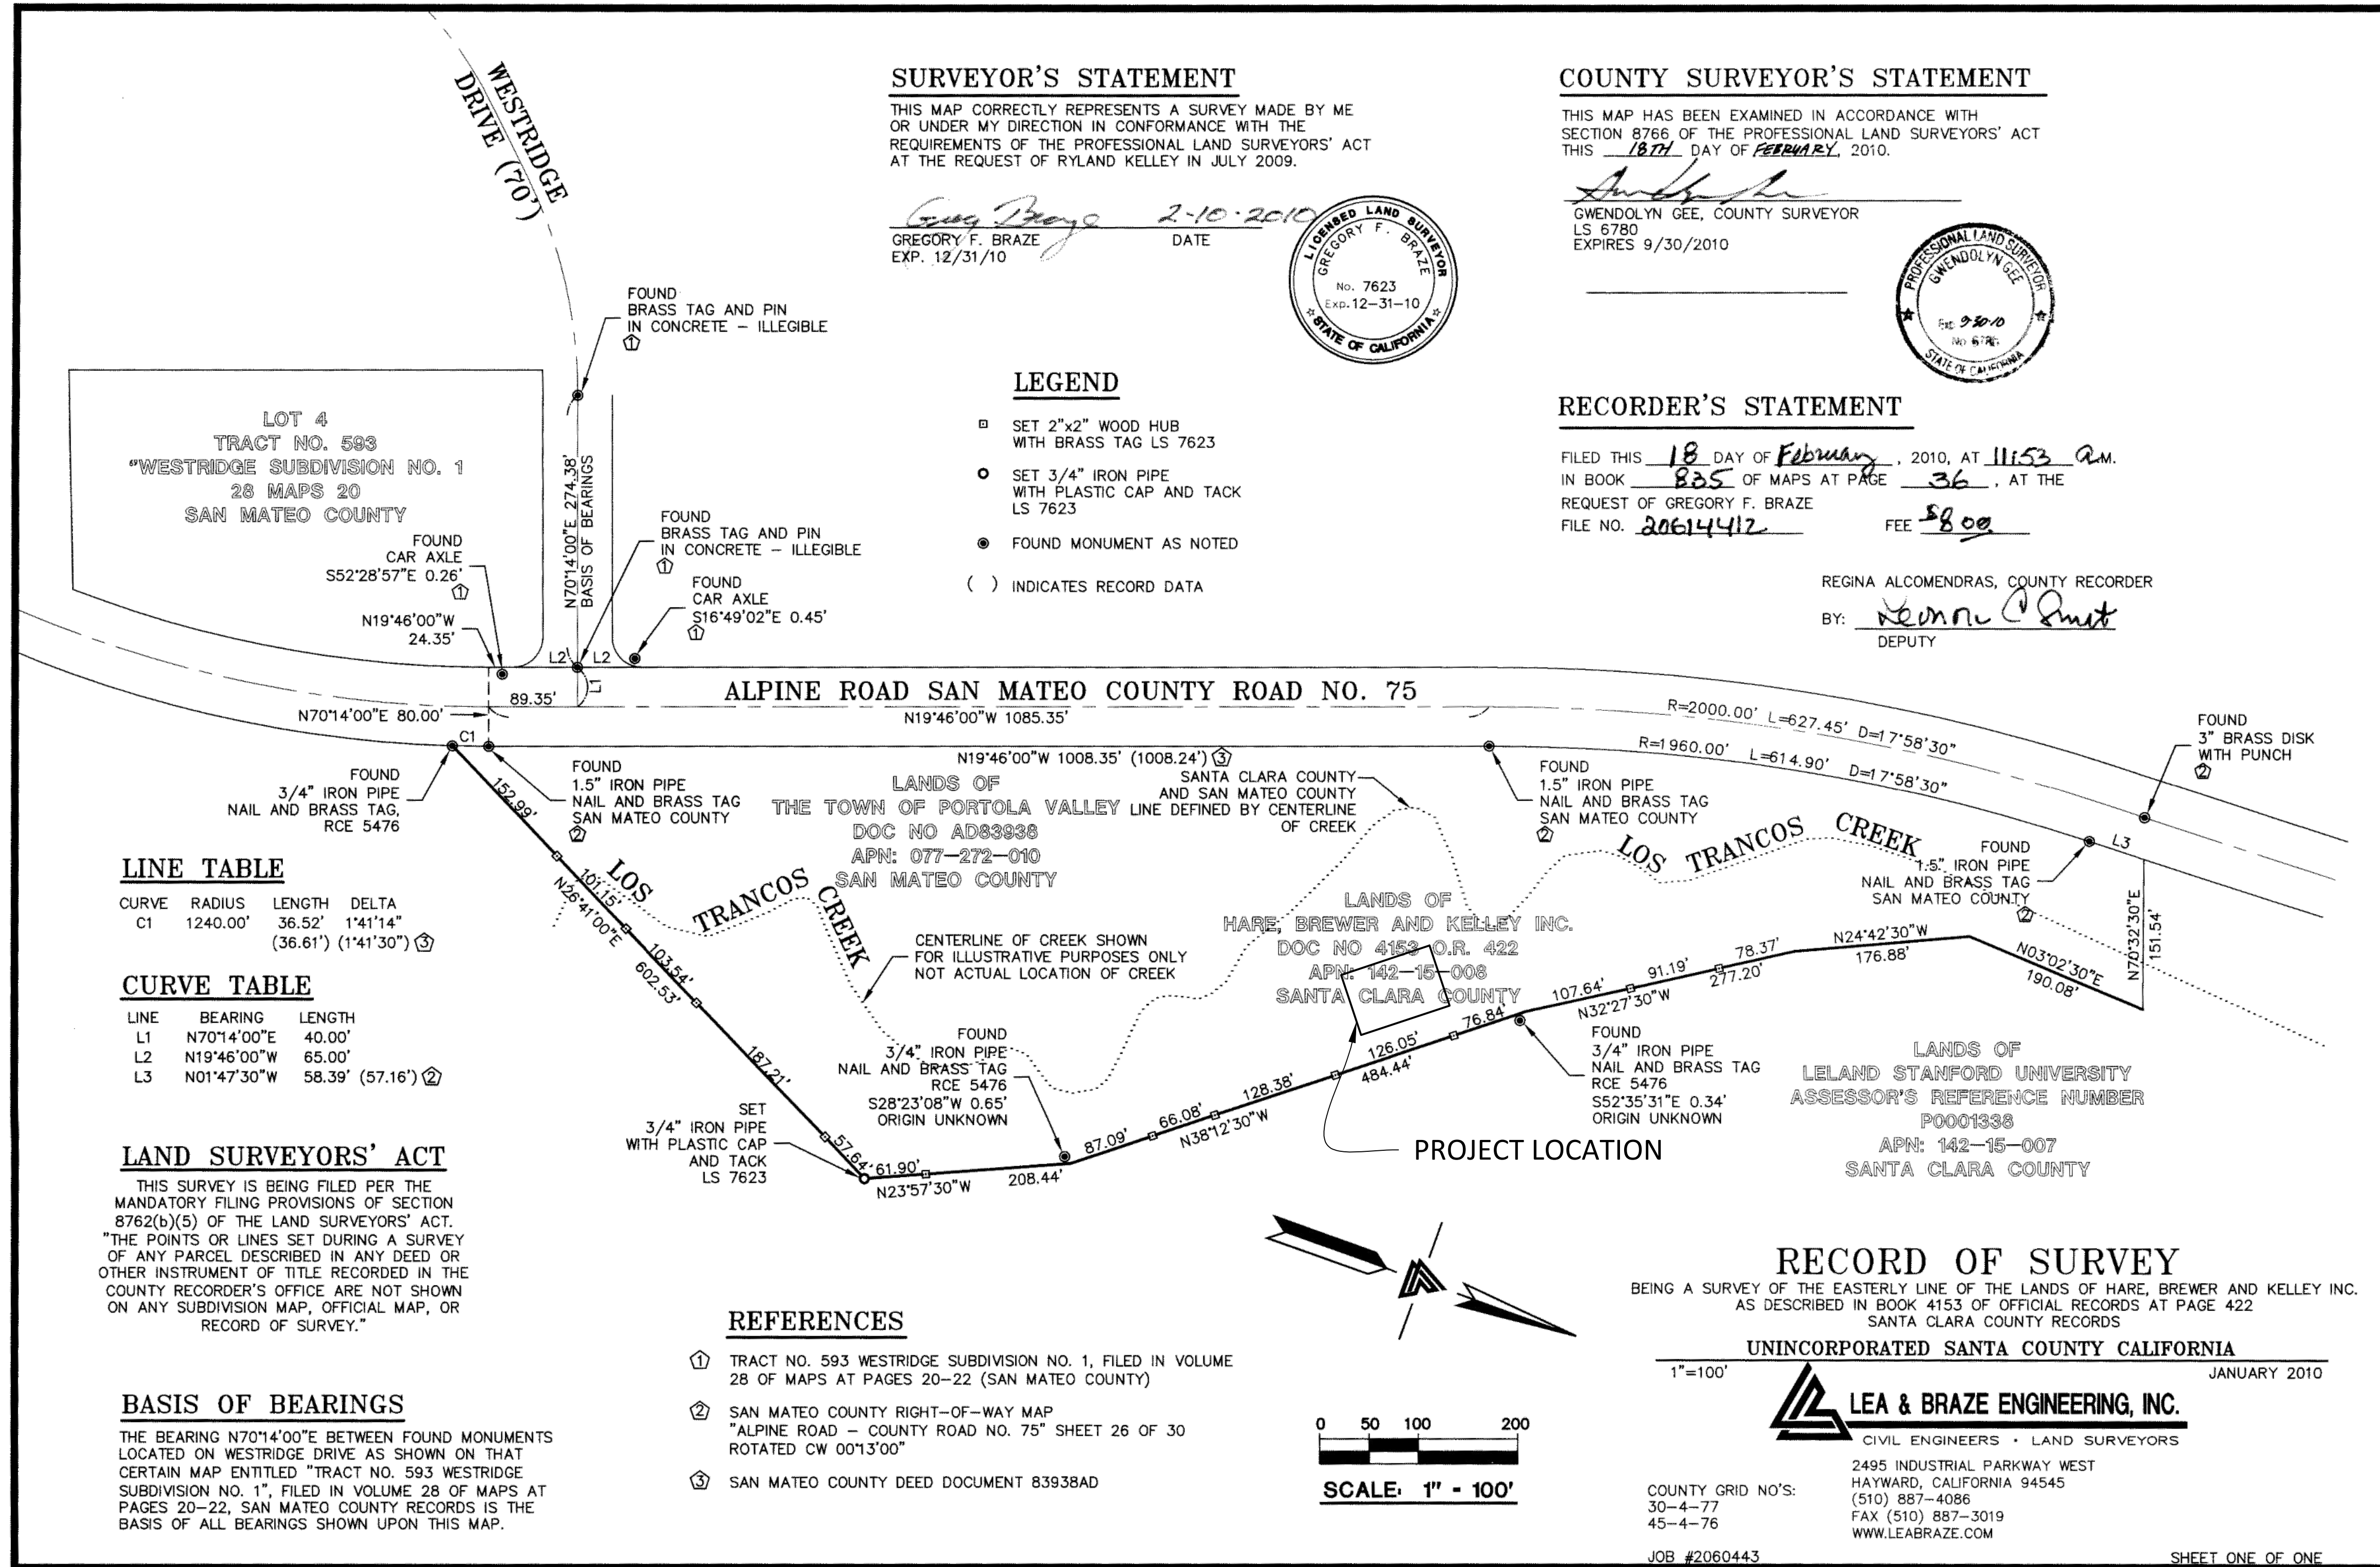 WESTRIDGE
DRIVE (70')
SURVEYOR'S STATEMENT
THIS MAP CORRECTLY REPRESENTS A SURVEY MADE BY ME
OR UNDER MY DIRECTION IN CONFORMANCE WITH THE
REQUIREMENTS OF THE PROFESSIONAL LAND SURVEYORS' ACT
AT THE REQUEST OF RYLAND KELLEY IN JULY 2009.
Greg Braze 2-10-2010
GREGORY F. BRAZE DATE
EXP. 12/31/10
LICENSED LAND SURVEYOR
GREGORY F. BRAZE
No. 7623
Exp. 12-31-10
STATE OF CALIFORNIA
COUNTY SURVEYOR'S STATEMENT
THIS MAP HAS BEEN EXAMINED IN ACCORDANCE WITH
SECTION 8766 OF THE PROFESSIONAL LAND SURVEYORS' ACT
THIS 18TH DAY OF FEBRUARY, 2010.
GWENDOLYN GEE, COUNTY SURVEYOR
LS 6780
EXPIRES 9/30/2010
PROFESSIONAL LAND SURVEYOR
GWENDOLYN GEE
Exp. 9-30-10
STATE OF CALIFORNIA
RECORDER'S STATEMENT
FILED THIS 18 DAY OF February, 2010, AT 11:53 A.M.
IN BOOK 835 OF MAPS AT PAGE 36, AT THE
REQUEST OF GREGORY F. BRAZE
FILE NO. 20614412 FEE $8.00
REGINA ALCOMENDRAS, COUNTY RECORDER
BY:
DEPUTY
LEGEND
SET 2"x2" WOOD HUB
WITH BRASS TAG LS 7623
SET 3/4" IRON PIPE
WITH PLASTIC CAP AND TACK
LS 7623
FOUND MONUMENT AS NOTED
( ) INDICATES RECORD DATA
FOUND
BRASS TAG AND PIN
IN CONCRETE – ILLEGIBLE
1
LOT 4
TRACT NO. 593
"WESTRIDGE SUBDIVISION NO. 1
28 MAPS 20
SAN MATEO COUNTY
N70°14'00"E 274.38'
BASIS OF BEARINGS
FOUND
CAR AXLE
S52°28'57"E 0.26'
1
N19°46'00"W
24.35'
FOUND
BRASS TAG AND PIN
IN CONCRETE – ILLEGIBLE
1
FOUND
CAR AXLE
S16°49'02"E 0.45'
1
L2 L2
L1
89.35'
N70°14'00"E 80.00'
C1
ALPINE ROAD SAN MATEO COUNTY ROAD NO. 75
N19°46'00"W 1085.35'
N19°46'00"W 1008.35' (1008.24') 3
R=2000.00' L=627.45' D=17°58'30"
R=1960.00' L=614.90' D=17°58'30"
FOUND
3" BRASS DISK
WITH PUNCH
2
FOUND
3/4" IRON PIPE
NAIL AND BRASS TAG,
RCE 5476
FOUND
1.5" IRON PIPE
NAIL AND BRASS TAG
SAN MATEO COUNTY
2
LANDS OF
THE TOWN OF PORTOLA VALLEY
DOC NO AD83938
APN: 077-272-010
SAN MATEO COUNTY
SANTA CLARA COUNTY
AND SAN MATEO COUNTY
LINE DEFINED BY CENTERLINE
OF CREEK
FOUND
1.5" IRON PIPE
NAIL AND BRASS TAG
SAN MATEO COUNTY
2
LOS TRANCOS CREEK
FOUND
1.5" IRON PIPE
NAIL AND BRASS TAG
SAN MATEO COUNTY
2
L3
N70°32'30"E
151.54'
LOS TRANCOS CREEK
CENTERLINE OF CREEK SHOWN
FOR ILLUSTRATIVE PURPOSES ONLY
NOT ACTUAL LOCATION OF CREEK
LANDS OF
HARE, BREWER AND KELLEY INC.
DOC NO 4153 O.R. 422
APN: 142-15-008
SANTA CLARA COUNTY
152.99'
101.15'
N26°41'00"E
103.54'
602.53'
187.21'
57.64'
61.90'
N23°57'30"W
208.44'
87.09'
66.08'
N38°12'30"W
128.38'
126.05'
484.44'
76.84'
107.64'
N32°27'30"W
91.19'
277.20'
78.37'
N24°42'30"W
176.88'
N03°02'30"E
190.08'
FOUND
3/4" IRON PIPE
NAIL AND BRASS TAG
RCE 5476
S28°23'08"W 0.65'
ORIGIN UNKNOWN
SET
3/4" IRON PIPE
WITH PLASTIC CAP
AND TACK
LS 7623
FOUND
3/4" IRON PIPE
NAIL AND BRASS TAG
RCE 5476
S52°35'31"E 0.34'
ORIGIN UNKNOWN
PROJECT LOCATION
LANDS OF
LELAND STANFORD UNIVERSITY
ASSESSOR'S REFERENCE NUMBER
P0001338
APN: 142-15-007
SANTA CLARA COUNTY
LINE TABLE
CURVE RADIUS LENGTH DELTA
C1 1240.00' 36.52' 1°41'14"
(36.61') (1°41'30") 3
CURVE TABLE
LINE BEARING LENGTH
L1 N70°14'00"E 40.00'
L2 N19°46'00"W 65.00'
L3 N01°47'30"W 58.39' (57.16') 2
LAND SURVEYORS' ACT
THIS SURVEY IS BEING FILED PER THE
MANDATORY FILING PROVISIONS OF SECTION
8762(b)(5) OF THE LAND SURVEYORS' ACT.
"THE POINTS OR LINES SET DURING A SURVEY
OF ANY PARCEL DESCRIBED IN ANY DEED OR
OTHER INSTRUMENT OF TITLE RECORDED IN THE
COUNTY RECORDER'S OFFICE ARE NOT SHOWN
ON ANY SUBDIVISION MAP, OFFICIAL MAP, OR
RECORD OF SURVEY."
BASIS OF BEARINGS
THE BEARING N70°14'00"E BETWEEN FOUND MONUMENTS
LOCATED ON WESTRIDGE DRIVE AS SHOWN ON THAT
CERTAIN MAP ENTITLED "TRACT NO. 593 WESTRIDGE
SUBDIVISION NO. 1", FILED IN VOLUME 28 OF MAPS AT
PAGES 20–22, SAN MATEO COUNTY RECORDS IS THE
BASIS OF ALL BEARINGS SHOWN UPON THIS MAP.
REFERENCES
1 TRACT NO. 593 WESTRIDGE SUBDIVISION NO. 1, FILED IN VOLUME
28 OF MAPS AT PAGES 20–22 (SAN MATEO COUNTY)
2 SAN MATEO COUNTY RIGHT–OF–WAY MAP
"ALPINE ROAD – COUNTY ROAD NO. 75" SHEET 26 OF 30
ROTATED CW 00°13'00"
3 SAN MATEO COUNTY DEED DOCUMENT 83938AD
0 50 100 200
SCALE: 1" = 100'
RECORD OF SURVEY
BEING A SURVEY OF THE EASTERLY LINE OF THE LANDS OF HARE, BREWER AND KELLEY INC.
AS DESCRIBED IN BOOK 4153 OF OFFICIAL RECORDS AT PAGE 422
SANTA CLARA COUNTY RECORDS
UNINCORPORATED SANTA COUNTY CALIFORNIA
1"=100' JANUARY 2010
LEA & BRAZE ENGINEERING, INC.
CIVIL ENGINEERS • LAND SURVEYORS
2495 INDUSTRIAL PARKWAY WEST
HAYWARD, CALIFORNIA 94545
(510) 887–4086
FAX (510) 887–3019
WWW.LEABRAZE.COM
COUNTY GRID NO'S:
30–4–77
45–4–76
JOB #2060443
SHEET ONE OF ONE